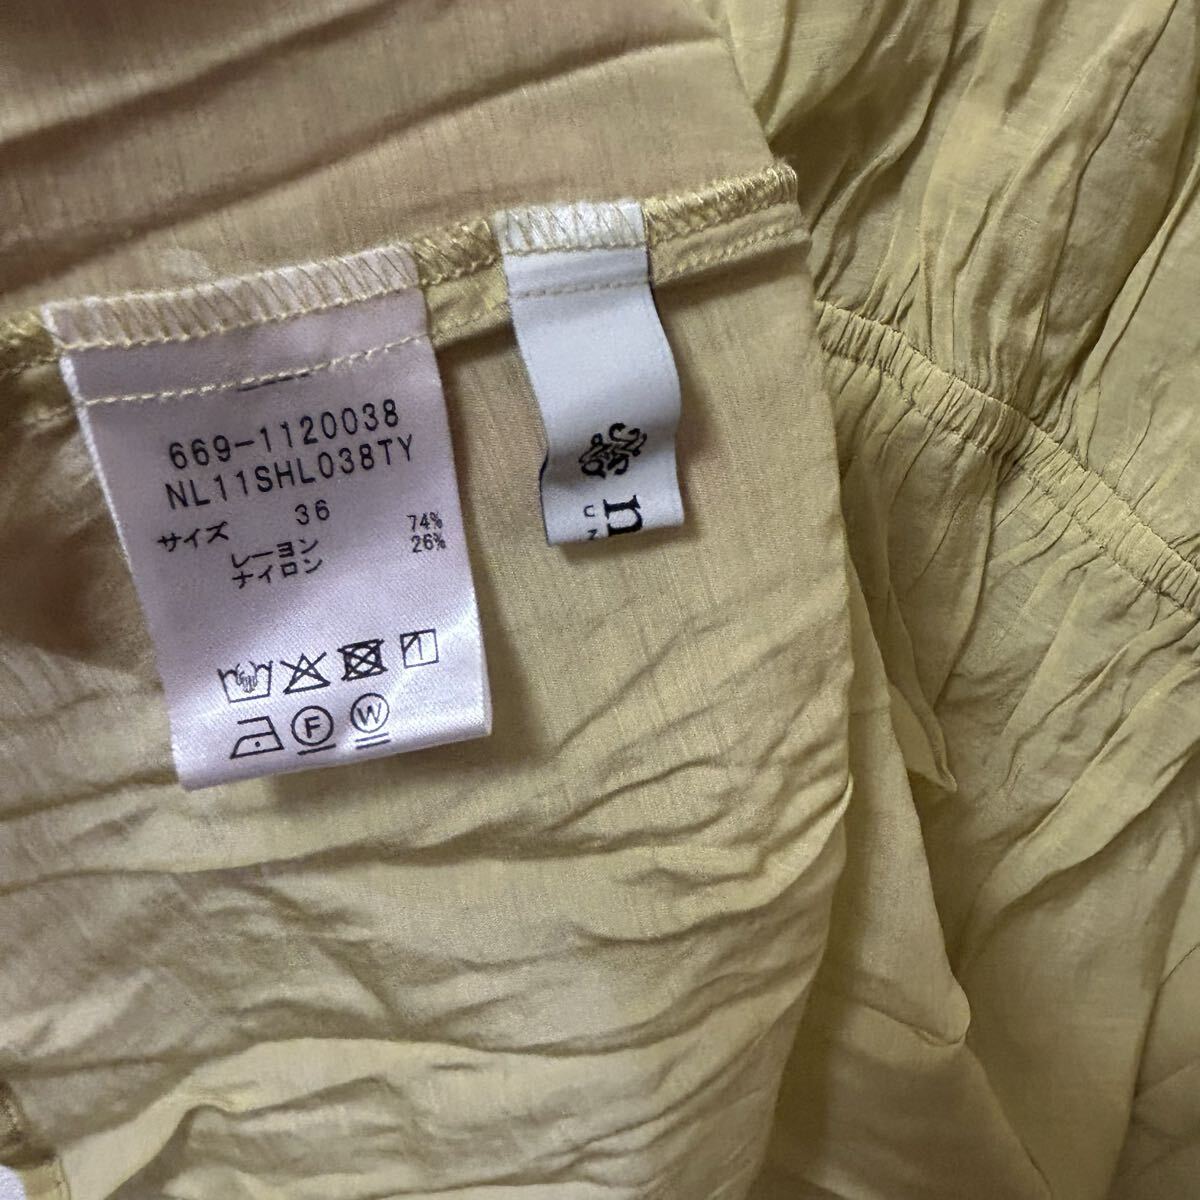 669-1120038
NL11SHL038TY
サイズ 36
レーヨン 74%
ナイロン 26%
F W
n